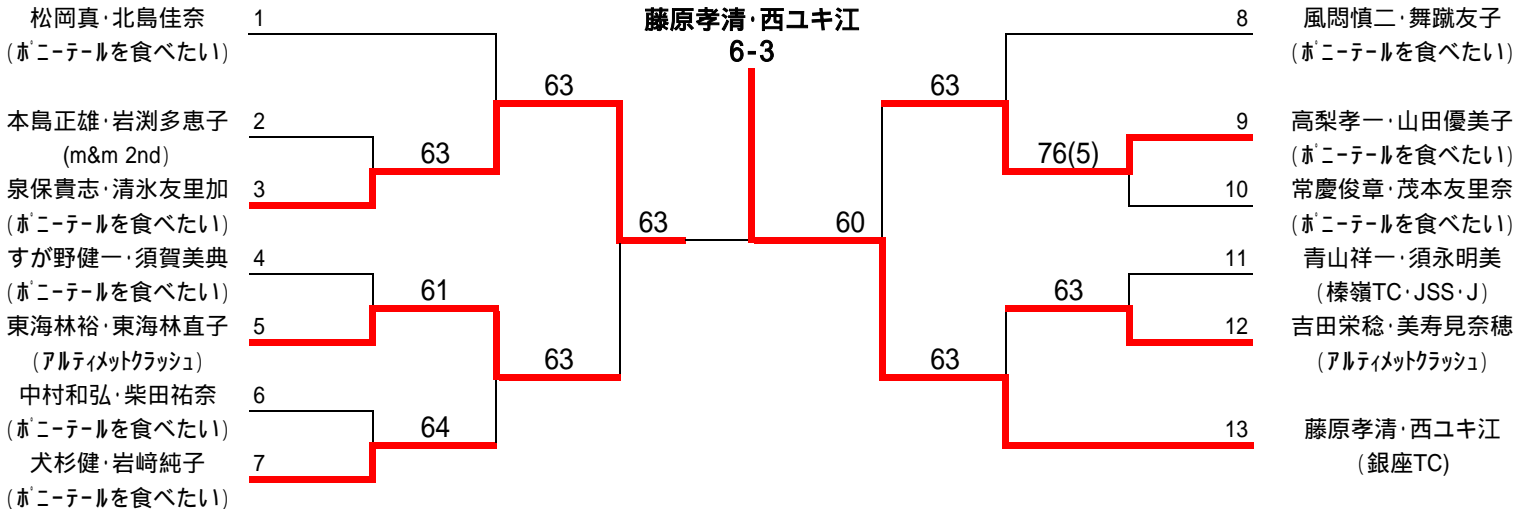 藤原孝清･西ユキ江
6-3
松岡真･北島佳奈 1
(ﾎﾟﾆｰﾃｰﾙを食べたい)
本島正雄･岩渕多恵子 2
(m&m 2nd)
泉保貴志･清水友里加 3
(ﾎﾟﾆｰﾃｰﾙを食べたい)
すが野健一･須賀美典 4
(ﾎﾟﾆｰﾃｰﾙを食べたい)
東海林裕･東海林直子 5
(ｱﾙﾃｨﾒｯﾄｸﾗｯｼｭ)
中村和弘･柴田祐奈 6
(ﾎﾟﾆｰﾃｰﾙを食べたい)
犬杉健･岩﨑純子 7
(ﾎﾟﾆｰﾃｰﾙを食べたい)
63
63
61
63
64
63
60
63
76(5)
63
63
8 風間慎二･舞蹴友子
(ﾎﾟﾆｰﾃｰﾙを食べたい)
9 高梨孝一･山田優美子
(ﾎﾟﾆｰﾃｰﾙを食べたい)
10 常慶俊章･茂本友里奈
(ﾎﾟﾆｰﾃｰﾙを食べたい)
11 青山祥一･須永明美
(榛嶺TC･JSS･J)
12 吉田栄稔･美寿見奈穂
(ｱﾙﾃｨﾒｯﾄｸﾗｯｼｭ)
13 藤原孝清･西ユキ江
(銀座TC)